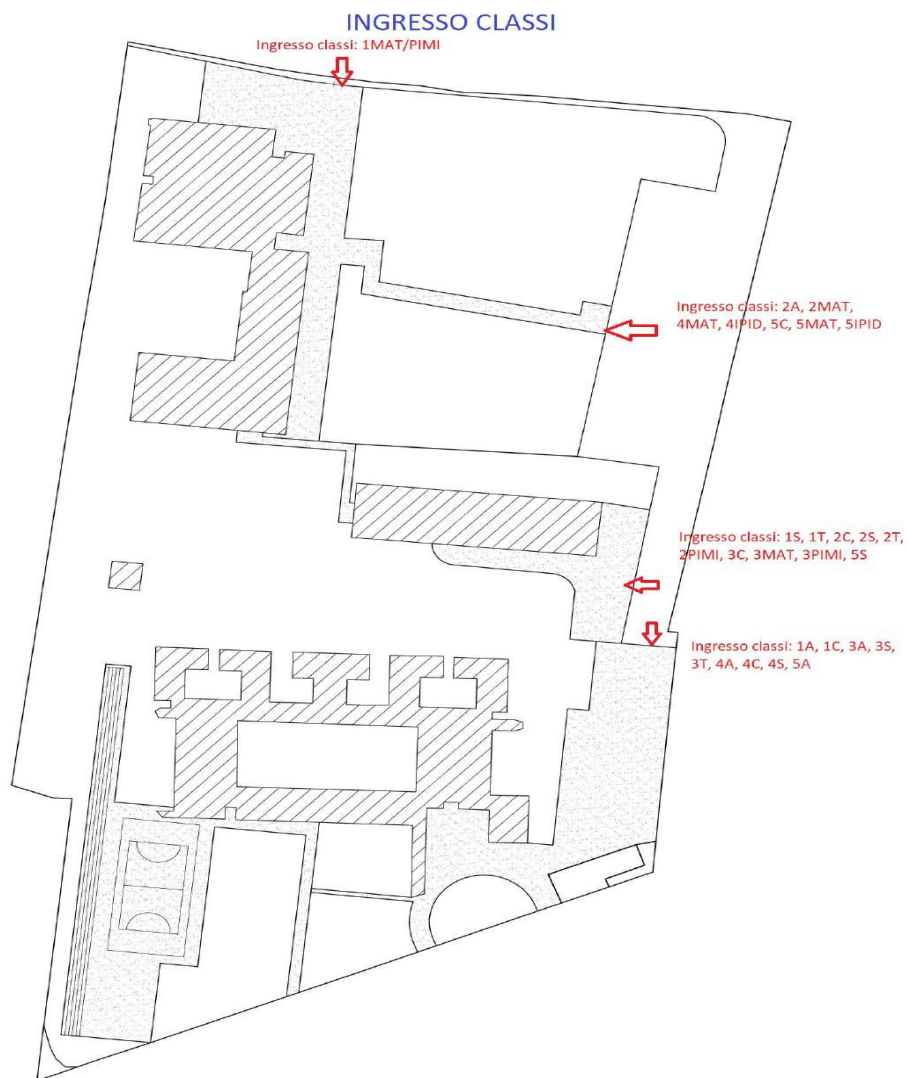 INGRESSO CLASSI
Ingresso classi: 1MAT/PIMI
Ingresso classi: 2A, 2MAT,
4MAT, 4IPID, 5C, 5MAT, 5IPID
Ingresso classi: 1S, 1T, 2C, 2S, 2T,
2PIMI, 3C, 3MAT, 3PIMI, 5S
Ingresso classi: 1A, 1C, 3A, 3S,
3T, 4A, 4C, 4S, 5A